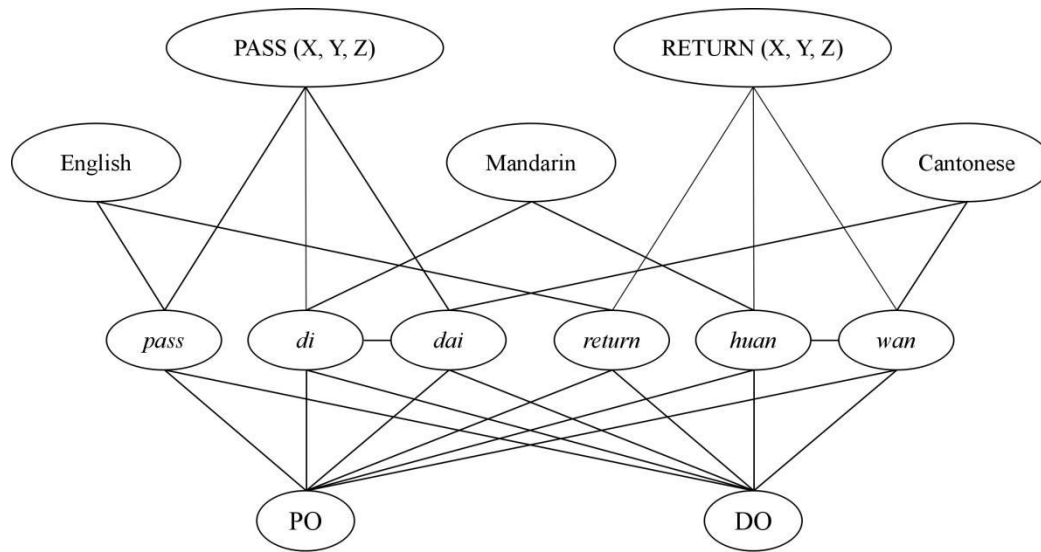 PASS (X, Y, Z)
RETURN (X, Y, Z)
English
Mandarin
Cantonese
pass
di
dai
return
huan
wan
PO
DO